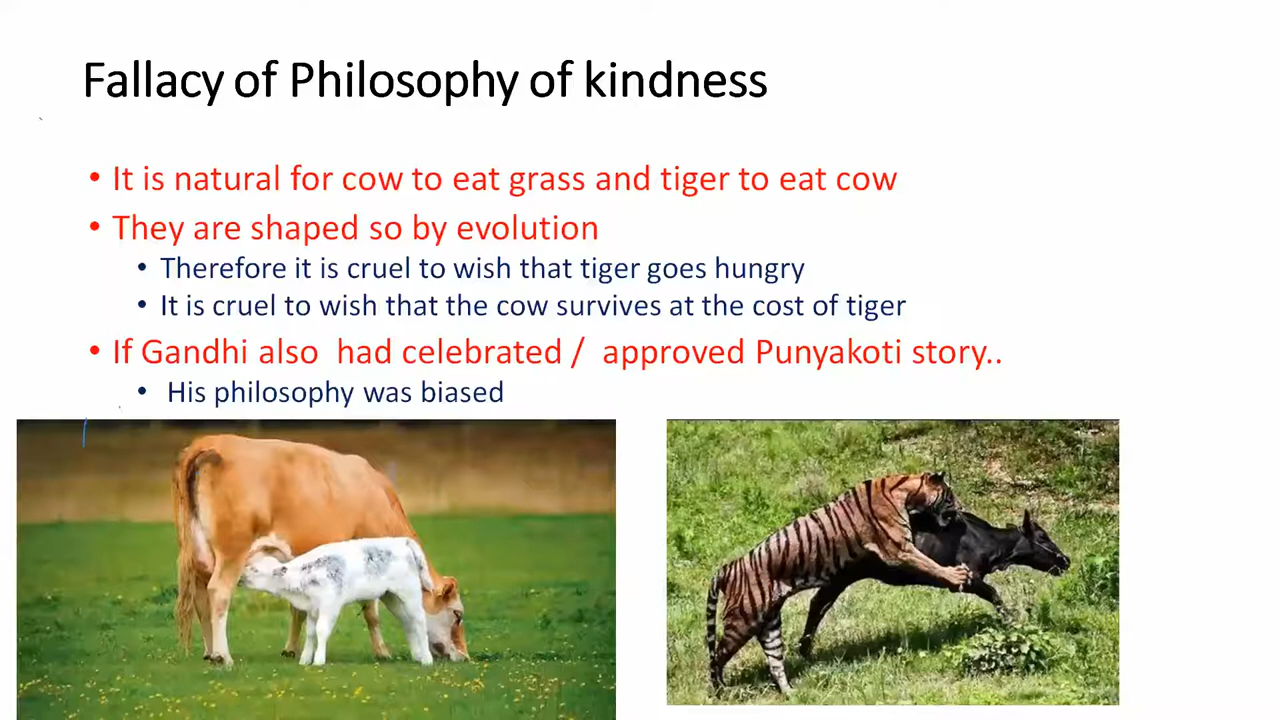 Fallacy of Philosophy of kindness
• It is natural for cow to eat grass and tiger to eat cow
• They are shaped so by evolution
• Therefore it is cruel to wish that tiger goes hungry
• It is cruel to wish that the cow survives at the cost of tiger
• If Gandhi also had celebrated / approved Punyakoti story..
• His philosophy was biased